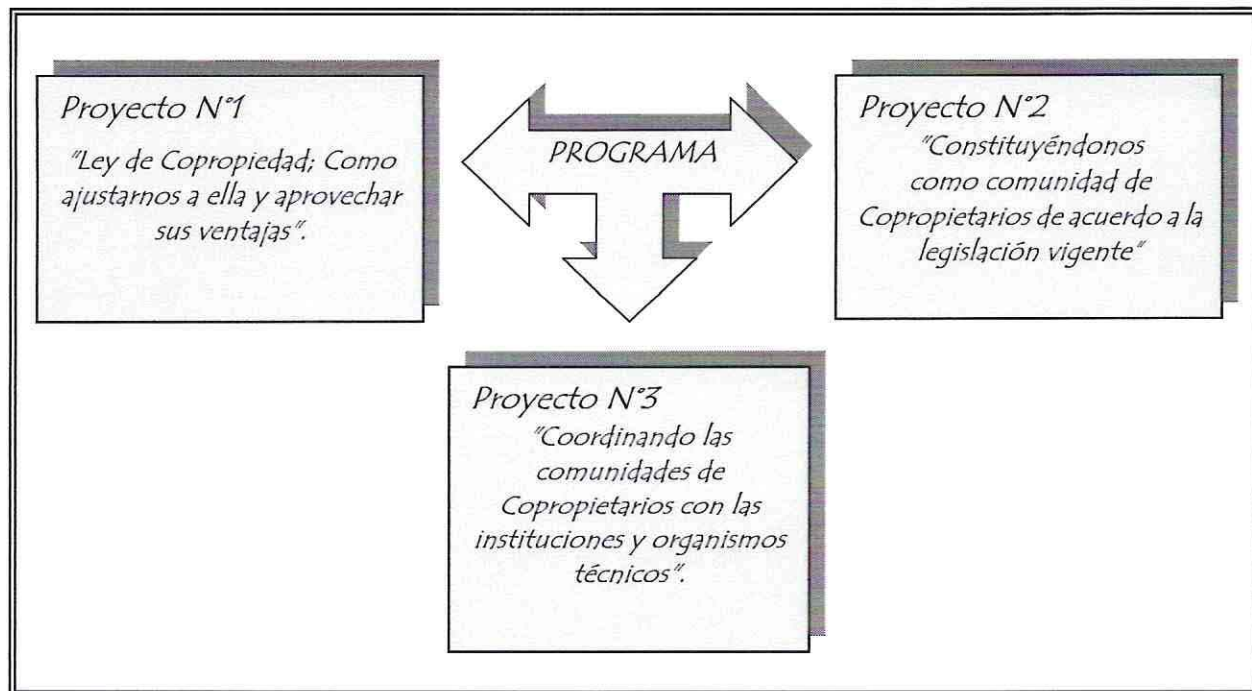 Proyecto N°1
"Ley de Copropiedad; Como
ajustarnos a ella y aprovechar
sus ventajas".
PROGRAMA
Proyecto N°2
"Constituyéndonos
como comunidad de
Copropietarios de acuerdo a la
legislación vigente"
Proyecto N°3
"Coordinando las
comunidades de
Copropietarios con las
instituciones y organismos
técnicos".